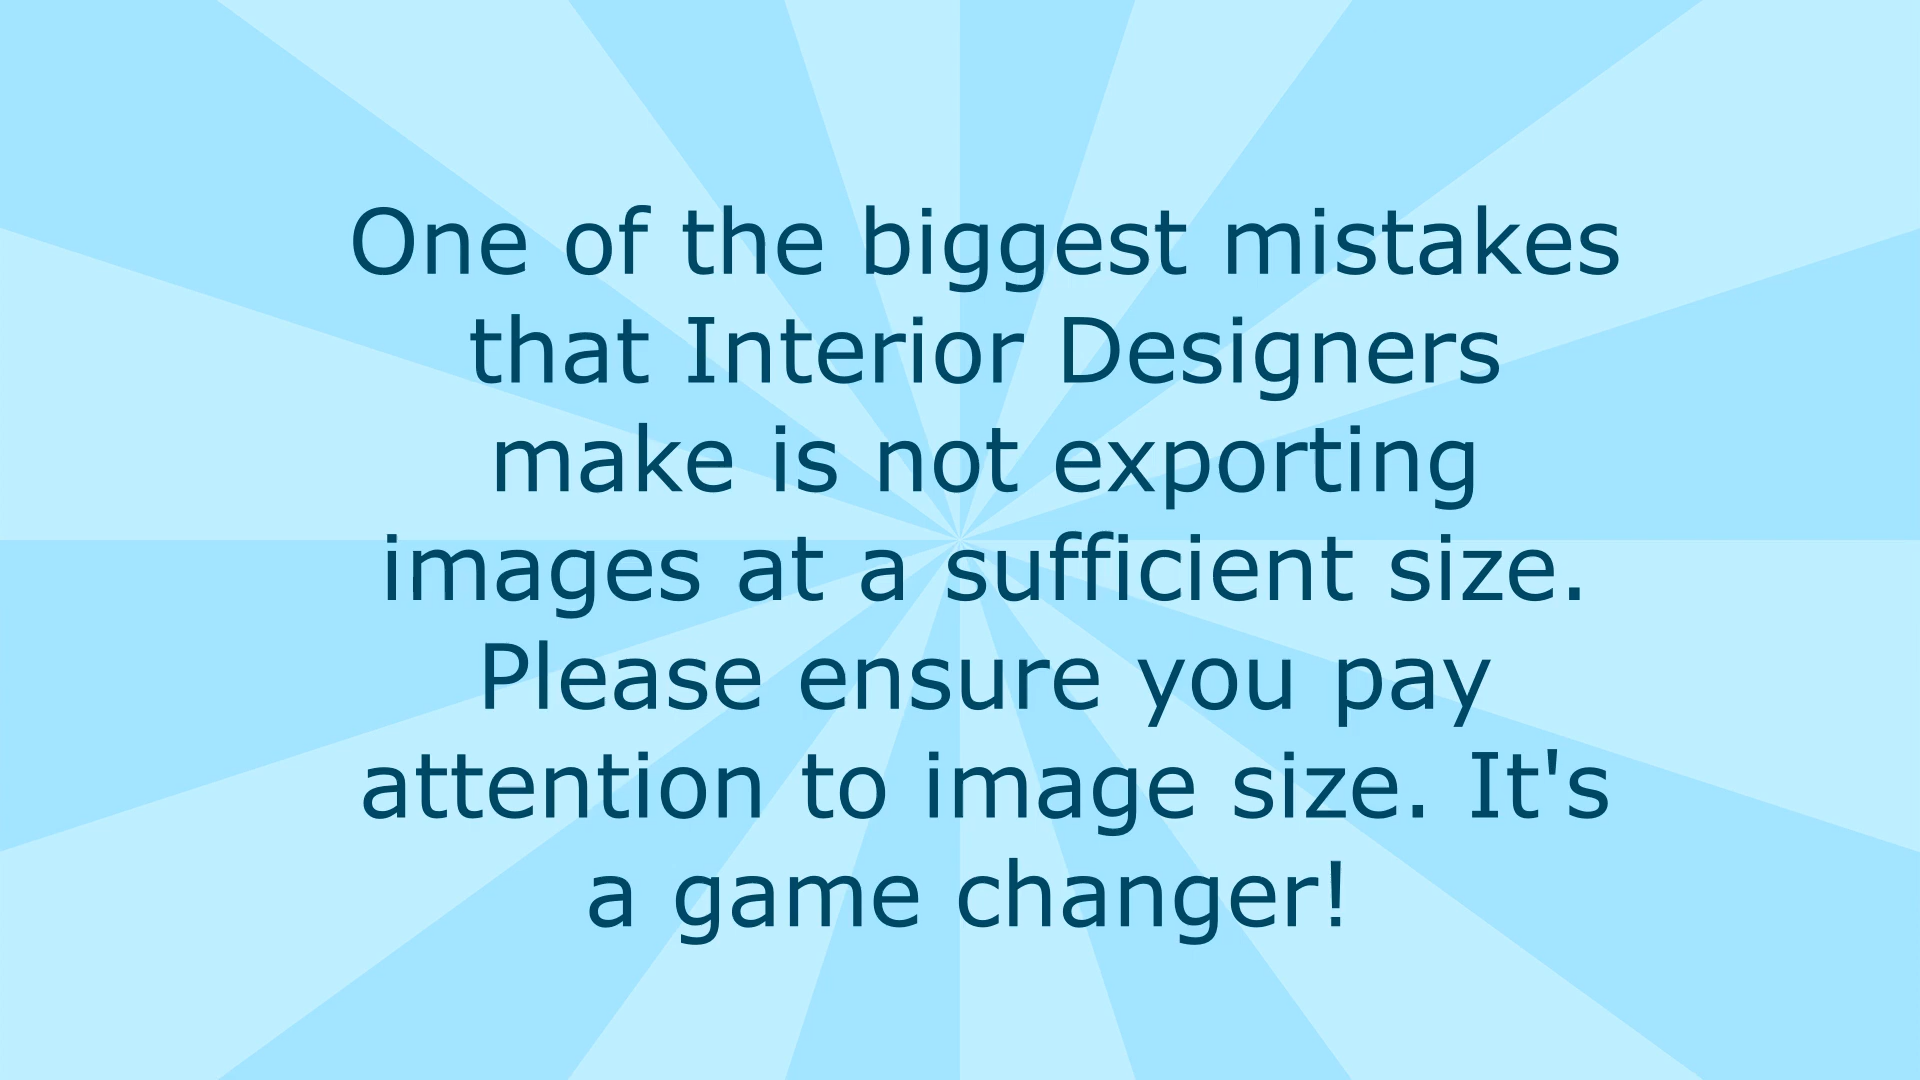 One of the biggest mistakes
that Interior Designers
make is not exporting
images at a sufficient size.
Please ensure you pay
attention to image size. It's
a game changer!